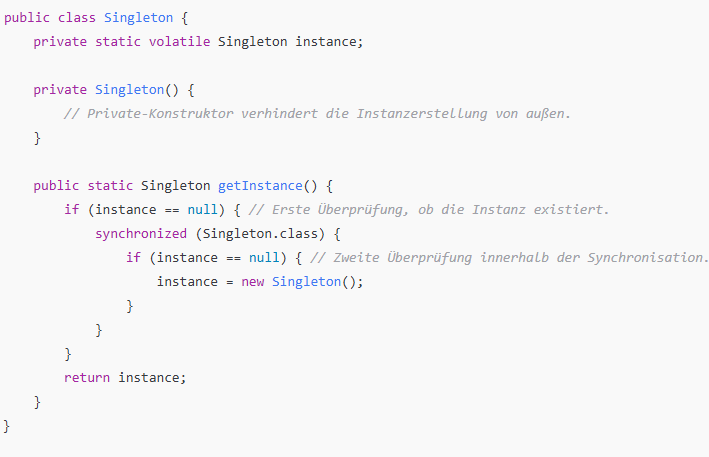 public class Singleton {
    private static volatile Singleton instance;

    private Singleton() {
        // Private-Konstruktor verhindert die Instanzerstellung von außen.
    }

    public static Singleton getInstance() {
        if (instance == null) { // Erste Überprüfung, ob die Instanz existiert.
            synchronized (Singleton.class) {
                if (instance == null) { // Zweite Überprüfung innerhalb der Synchronisation.
                    instance = new Singleton();
                }
            }
        }
        return instance;
    }
}